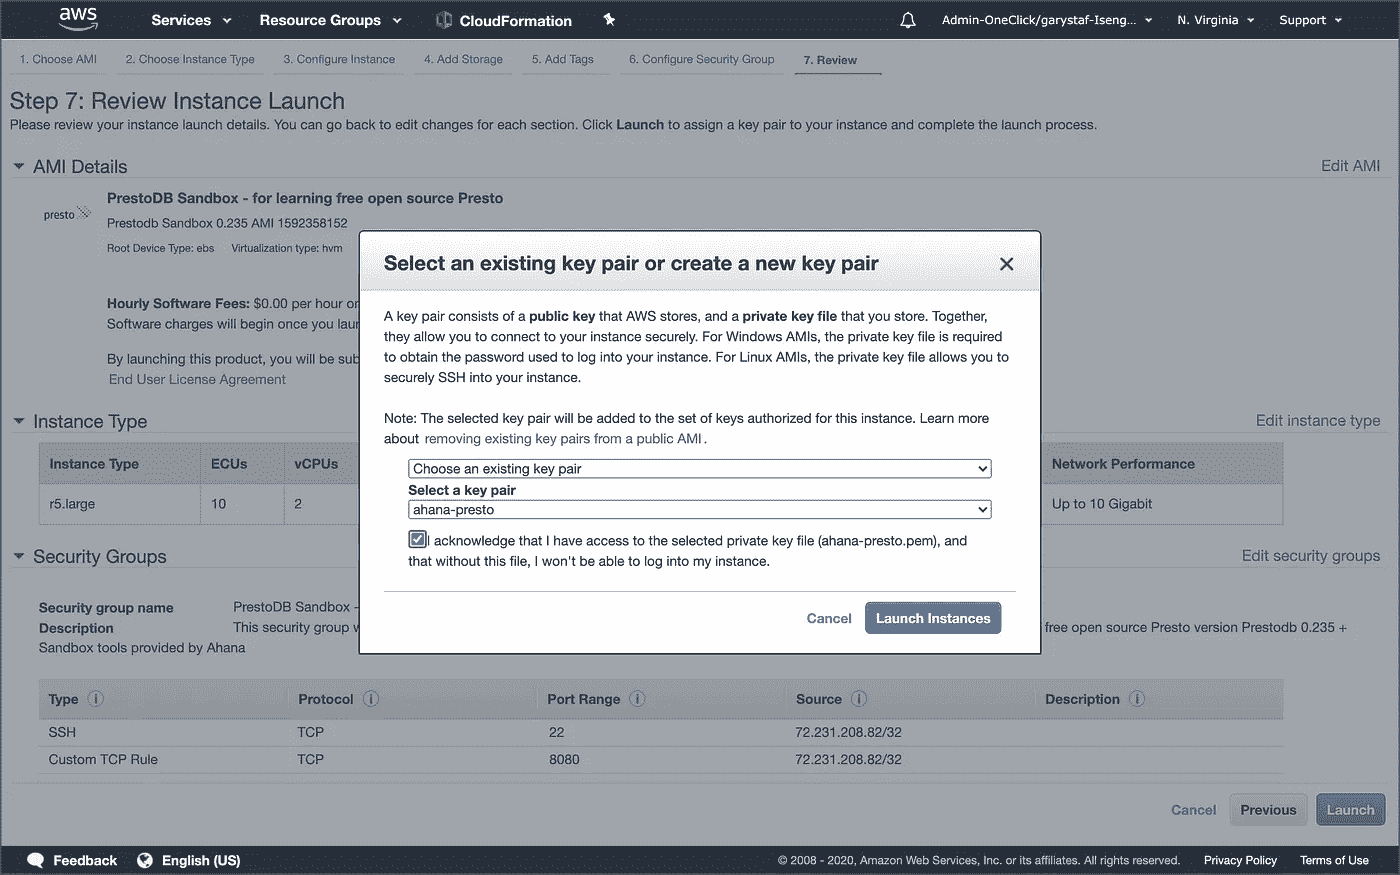 aws Services Resource Groups CloudFormation Admin-OneClick/garystaf-Iseng... N. Virginia Support
1. Choose AMI 2. Choose Instance Type 3. Configure Instance 4. Add Storage 5. Add Tags 6. Configure Security Group 7. Review
Step 7: Review Instance Launch
Please review your instance launch details. You can go back to edit changes for each section. Click Launch to assign a key pair to your instance and complete the launch process.
AMI Details Edit AMI
presto
PrestoDB Sandbox - for learning free open source Presto
Prestodb Sandbox 0.235 AMI 1592358152
Root Device Type: ebs Virtualization type: hvm
Hourly Software Fees: $0.00 per hour on
Software charges will begin once you
By launching this product, you will be
End User License Agreement
Select an existing key pair or create a new key pair
A key pair consists of a public key that AWS stores, and a private key file that you store. Together,
they allow you to connect to your instance securely. For Windows AMIs, the private key file is required
to obtain the password used to log into your instance. For Linux AMIs, the private key file allows you to
securely SSH into your instance.
Note: The selected key pair will be added to the set of keys authorized for this instance. Learn more
about removing existing key pairs from a public AMI.
Choose an existing key pair
Select a key pair
ahana-presto
I acknowledge that I have access to the selected private key file (ahana-presto.pem), and
that without this file, I won't be able to log into my instance.
Cancel Launch Instances
Instance Type Edit instance type
Instance Type ECUs vCPUs Network Performance
r5.large 10 2 Up to 10 Gigabit
Security Groups Edit security groups
Security group name PrestoDB Sandbox -
Description This security group free open source Presto version Prestodb 0.235 +
Sandbox tools provided by Ahana
Type Protocol Port Range Source Description
SSH TCP 22 72.231.208.82/32
Custom TCP Rule TCP 8080 72.231.208.82/32
Cancel Previous Launch
Feedback English (US) © 2008 - 2020, Amazon Web Services, Inc. or its affiliates. All rights reserved. Privacy Policy Terms of Use